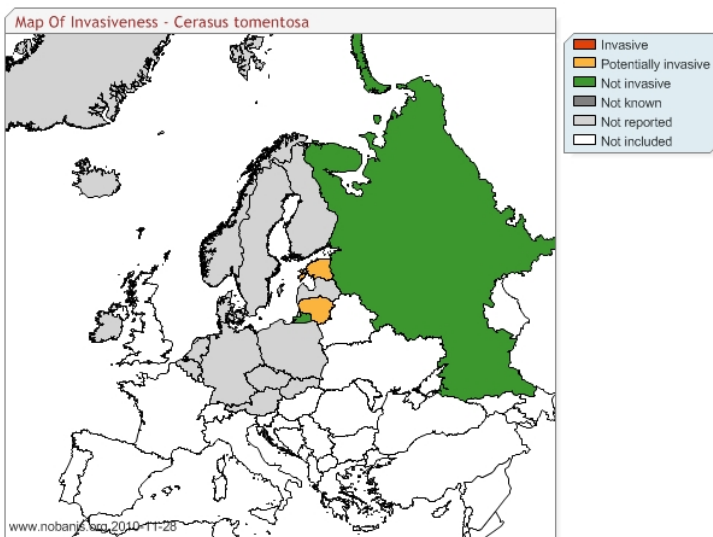 Map Of Invasiveness - Cerasus tomentosa
Invasive
Potentially invasive
Not invasive
Not known
Not reported
Not included
www.nobanis.org 2010-11-28